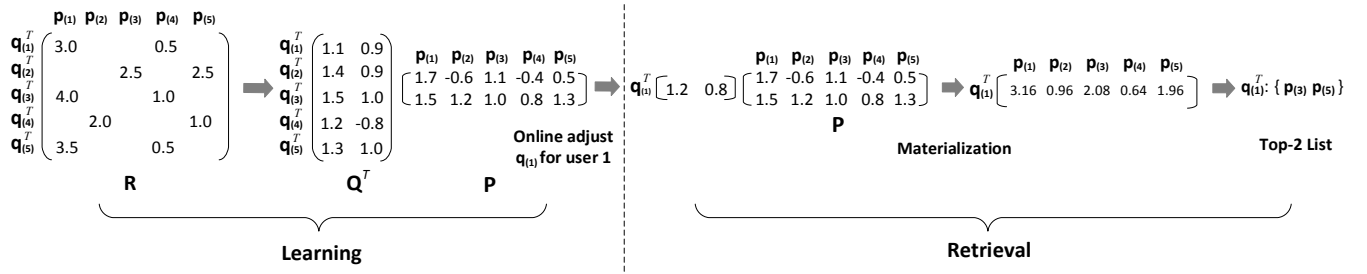 p(1) p(2) p(3) p(4) p(5)
q(1)^T 3.0 0.5
q(2)^T 2.5 2.5
q(3)^T 4.0 1.0
q(4)^T 2.0 1.0
q(5)^T 3.5 0.5
R
q(1)^T 1.1 0.9
q(2)^T 1.4 0.9
q(3)^T 1.5 1.0
q(4)^T 1.2 -0.8
q(5)^T 1.3 1.0
Q^T
p(1) p(2) p(3) p(4) p(5)
1.7 -0.6 1.1 -0.4 0.5
1.5 1.2 1.0 0.8 1.3
P
Online adjust
q(1) for user 1
Learning
q(1)^T 1.2 0.8
p(1) p(2) p(3) p(4) p(5)
1.7 -0.6 1.1 -0.4 0.5
1.5 1.2 1.0 0.8 1.3
P
p(1) p(2) p(3) p(4) p(5)
q(1)^T 3.16 0.96 2.08 0.64 1.96
Materialization
q(1)^T: { p(3) p(5) }
Top-2 List
Retrieval